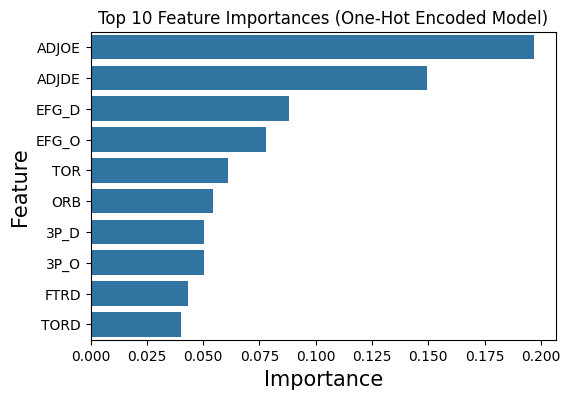 Top 10 Feature Importances (One-Hot Encoded Model)
Feature
ADJOE
ADJDE
EFG_D
EFG_O
TOR
ORB
3P_D
3P_O
FTRD
TORD
0.000 0.025 0.050 0.075 0.100 0.125 0.150 0.175 0.200
Importance